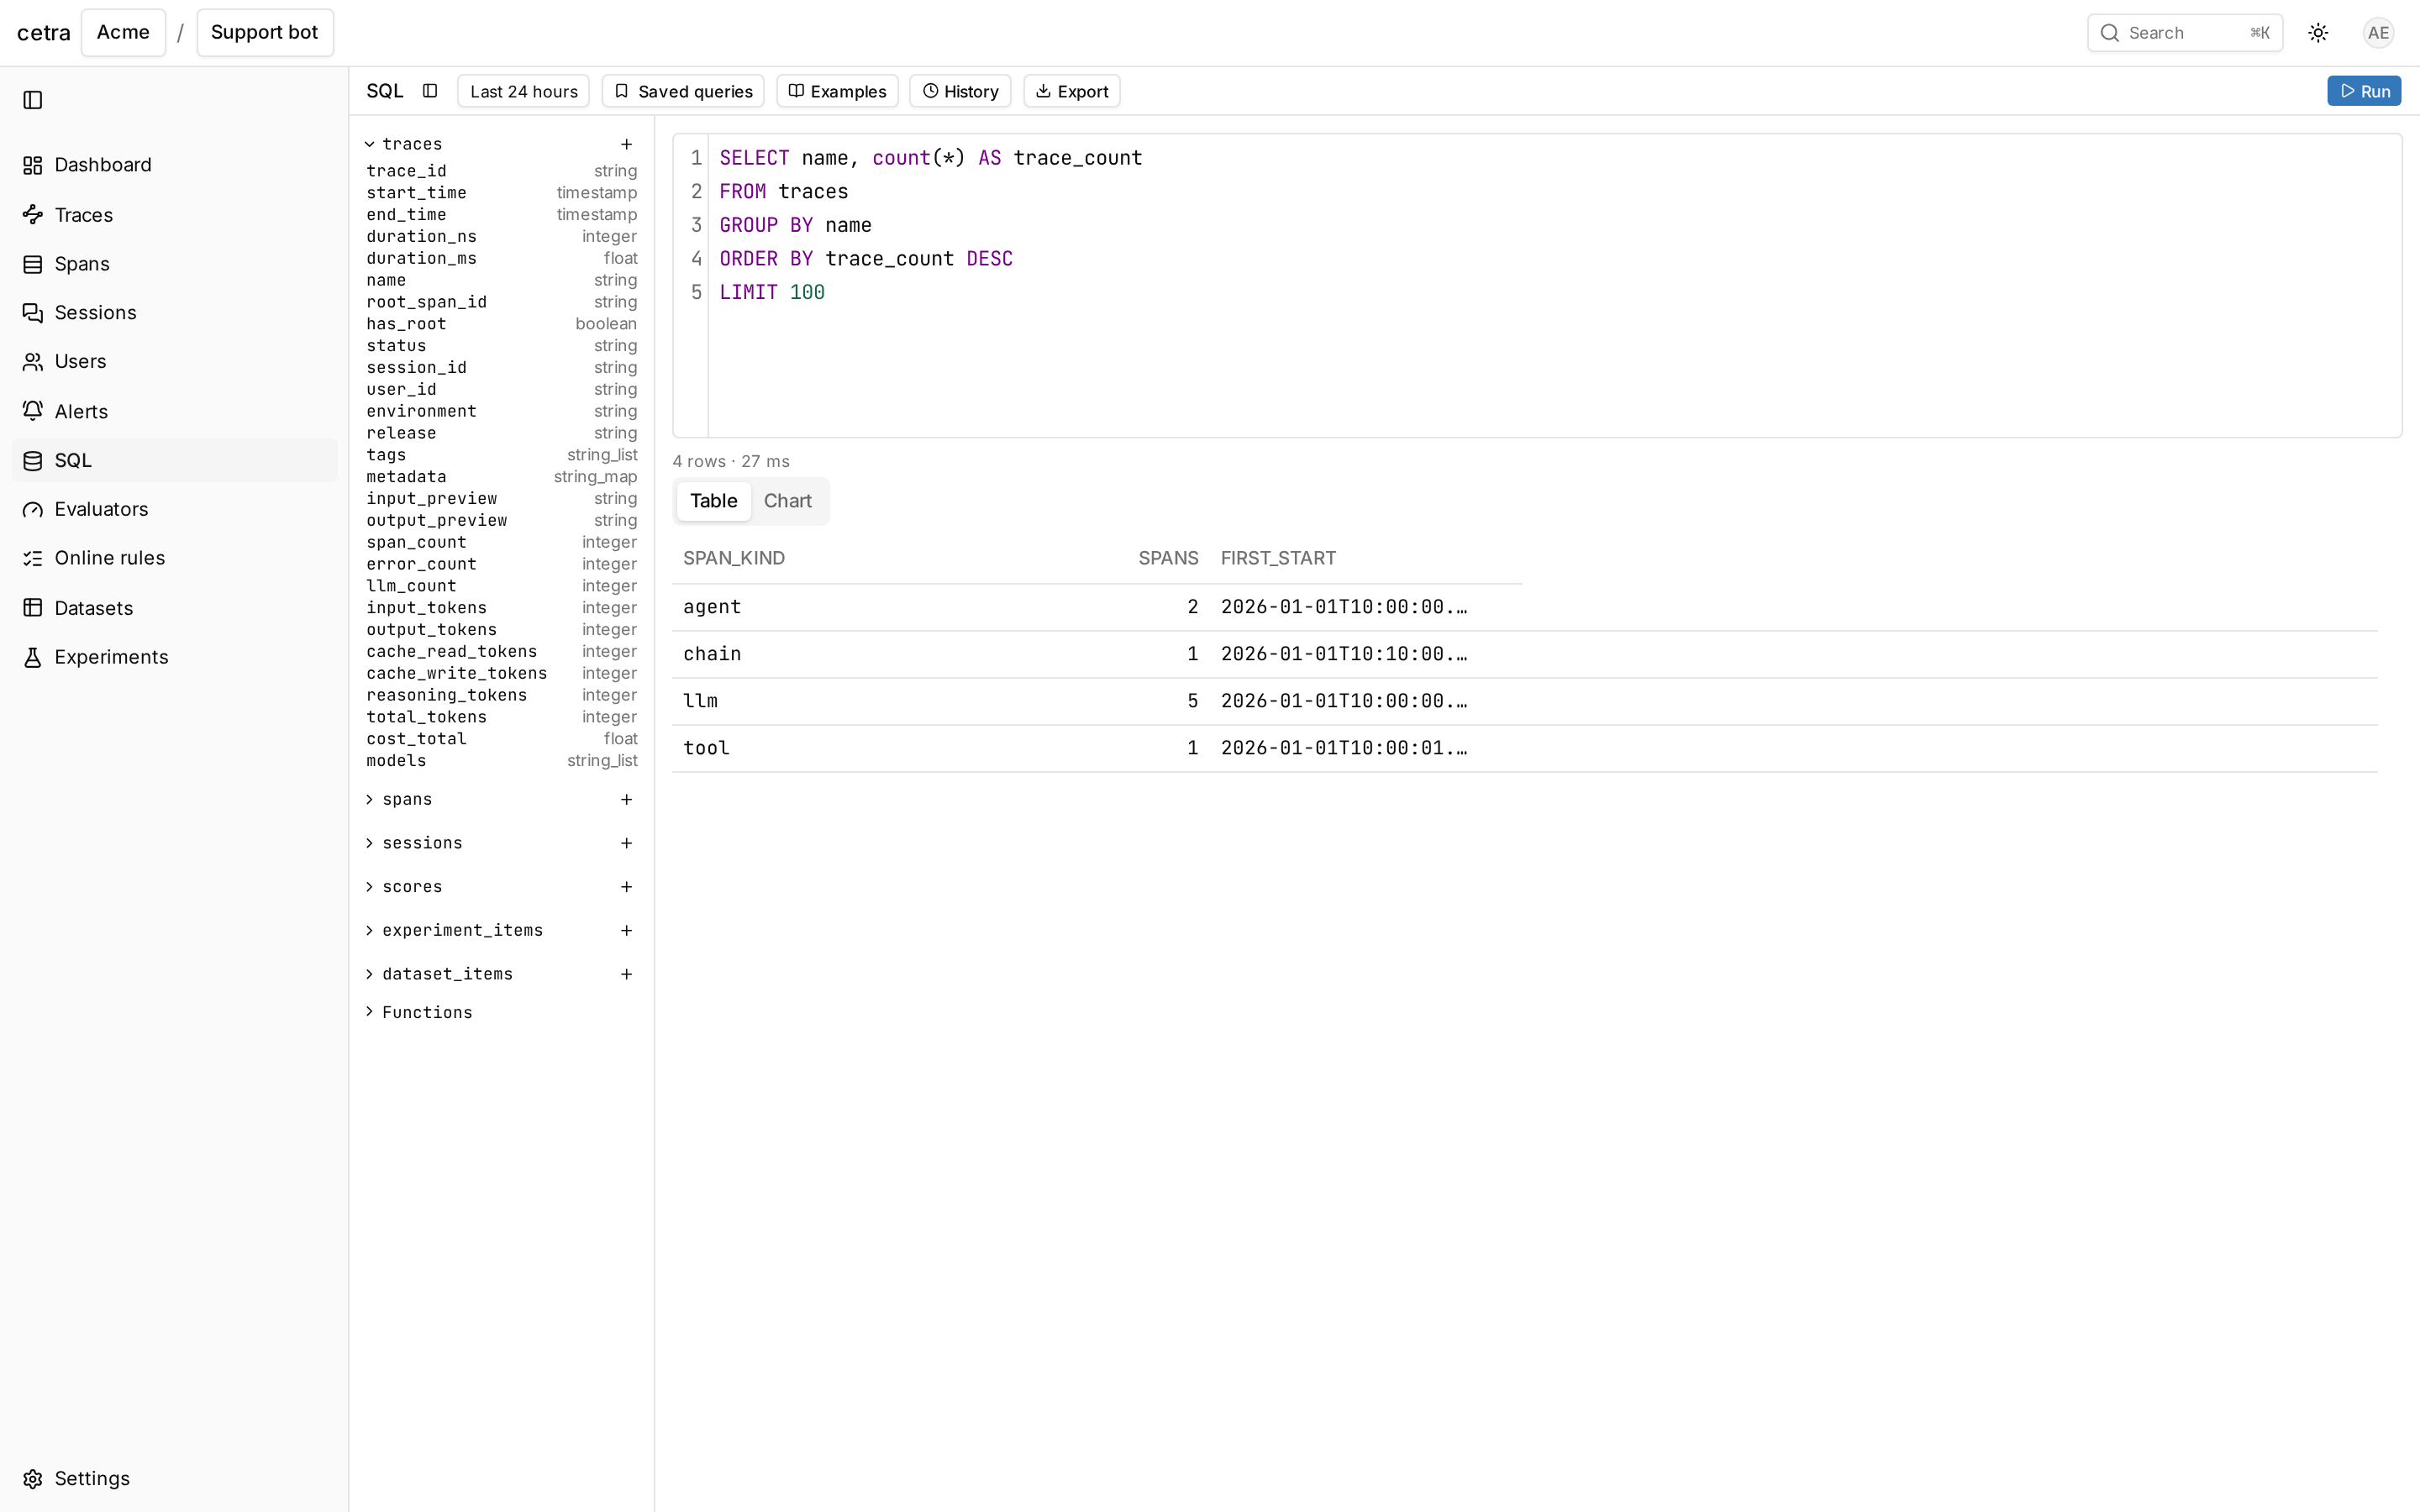 cetra Acme / Support bot Search ⌘K AE
Dashboard
Traces
Spans
Sessions
Users
Alerts
SQL
Evaluators
Online rules
Datasets
Experiments
Settings
SQL Last 24 hours Saved queries Examples History Export Run
traces
trace_id string
start_time timestamp
end_time timestamp
duration_ns integer
duration_ms float
name string
root_span_id string
has_root boolean
status string
session_id string
user_id string
environment string
release string
tags string_list
metadata string_map
input_preview string
output_preview string
span_count integer
error_count integer
llm_count integer
input_tokens integer
output_tokens integer
cache_read_tokens integer
cache_write_tokens integer
reasoning_tokens integer
total_tokens integer
cost_total float
models string_list
spans
sessions
scores
experiment_items
dataset_items
Functions
1 SELECT name, count(*) AS trace_count
2 FROM traces
3 GROUP BY name
4 ORDER BY trace_count DESC
5 LIMIT 100
4 rows · 27 ms
Table Chart
SPAN_KIND SPANS FIRST_START
agent 2 2026-01-01T10:00:00.…
chain 1 2026-01-01T10:10:00.…
llm 5 2026-01-01T10:00:00.…
tool 1 2026-01-01T10:00:01.…